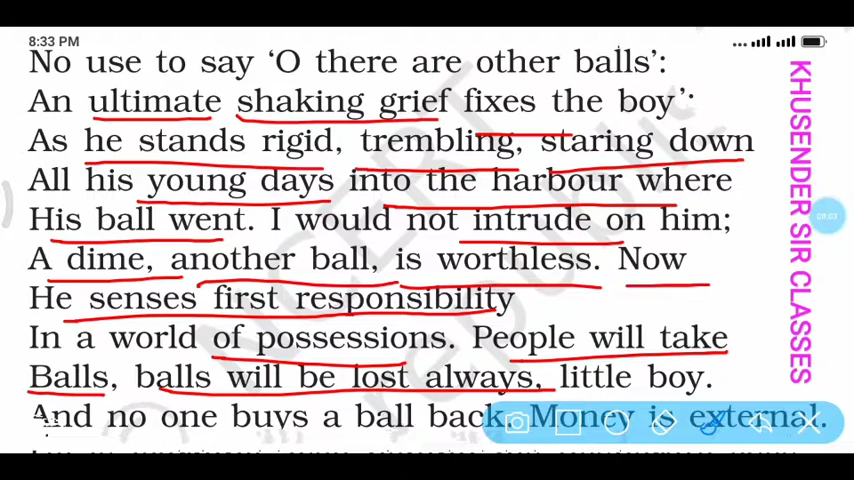 8:33 PM
No use to say ‘O there are other balls’:
An ultimate shaking grief fixes the boy’:
As he stands rigid, trembling, staring down
All his young days into the harbour where
His ball went. I would not intrude on him;
A dime, another ball, is worthless. Now
He senses first responsibility
In a world of possessions. People will take
Balls, balls will be lost always, little boy.
And no one buys a ball back. Money is external.
KHUSENDER SIR CLASSES
NCERT
republi